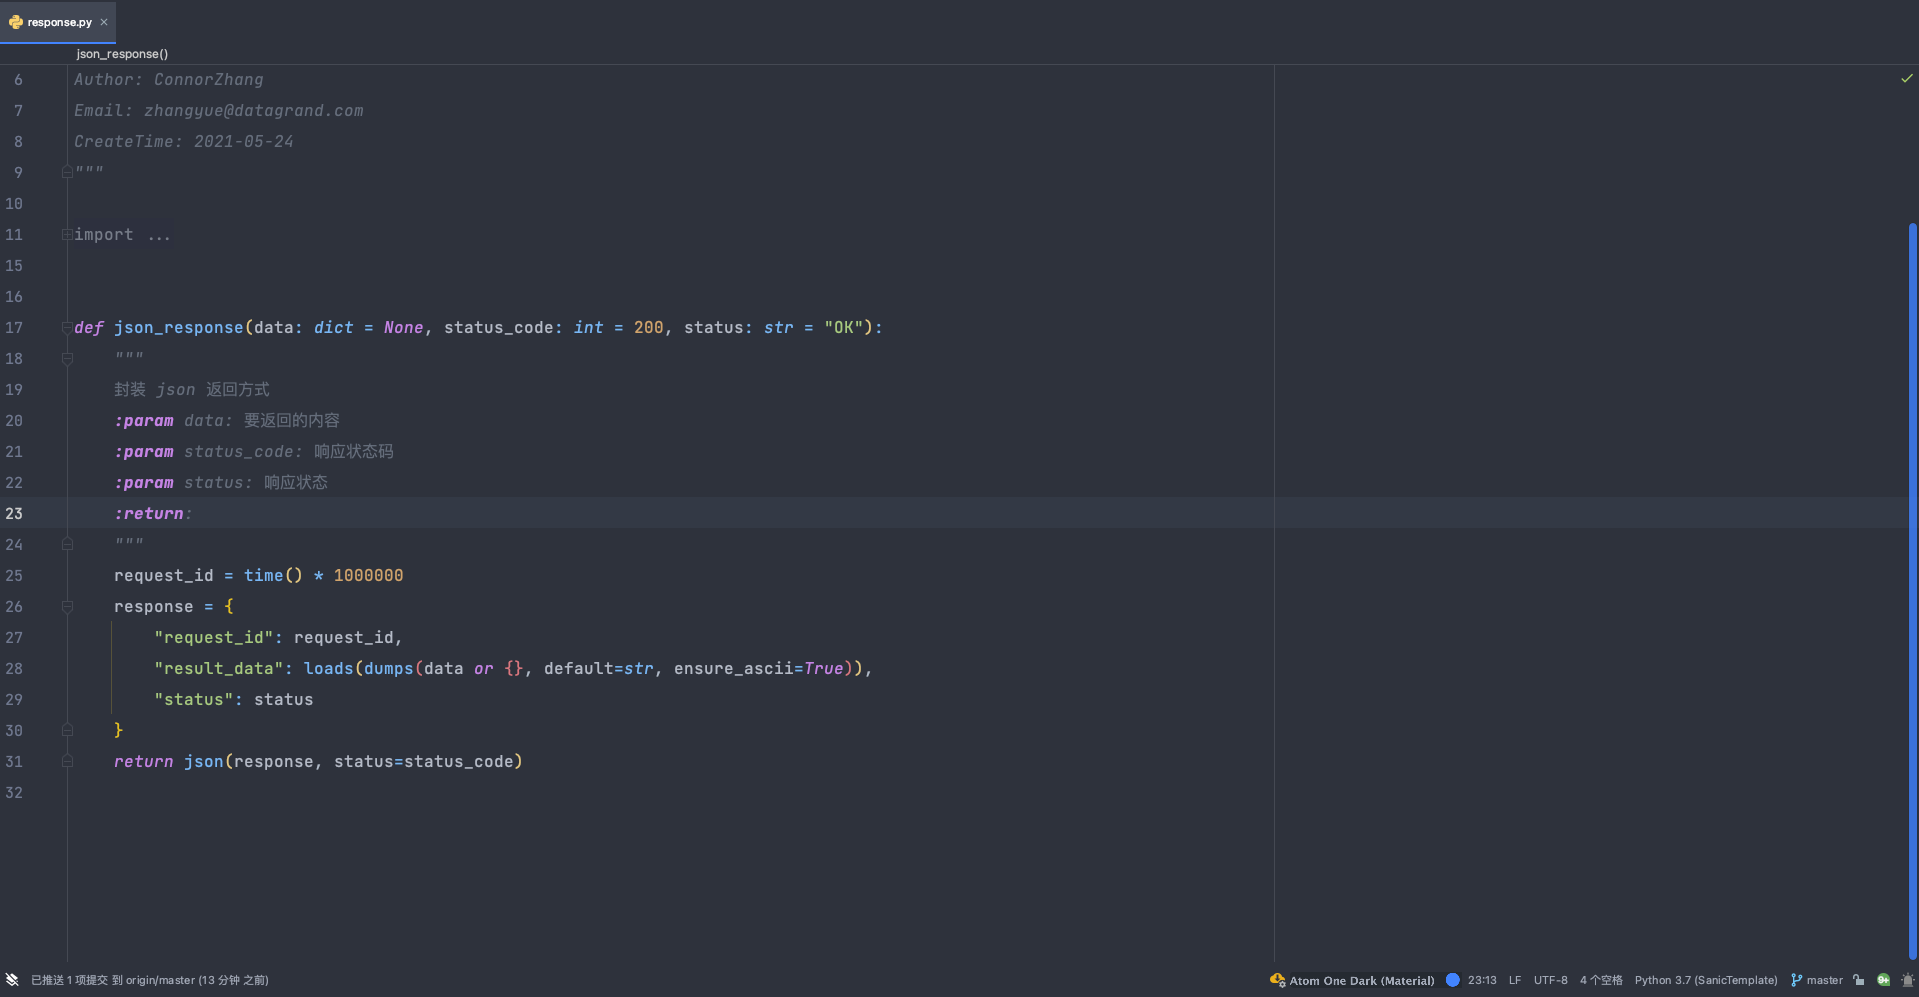 response.py ×
json_response()
6 Author: ConnorZhang
7 Email: zhangyue@datagrand.com
8 CreateTime: 2021-05-24
9 """
10
11 import ...
15
16
17 def json_response(data: dict = None, status_code: int = 200, status: str = "OK"):
18     """
19     封装 json 返回方式
20     :param data: 要返回的内容
21     :param status_code: 响应状态码
22     :param status: 响应状态
23     :return:
24     """
25     request_id = time() * 1000000
26     response = {
27         "request_id": request_id,
28         "result_data": loads(dumps(data or {}, default=str, ensure_ascii=True)),
29         "status": status
30     }
31     return json(response, status=status_code)
32
已推送 1 项提交 到 origin/master (13 分钟 之前) Atom One Dark (Material) 23:13 LF UTF-8 4 个空格 Python 3.7 (SanicTemplate) master 9+